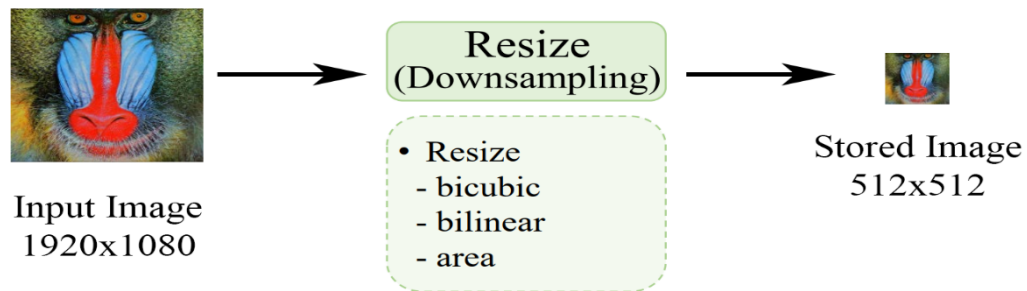 Input Image
1920x1080
Resize
(Downsampling)
• Resize
- bicubic
- bilinear
- area
Stored Image
512x512